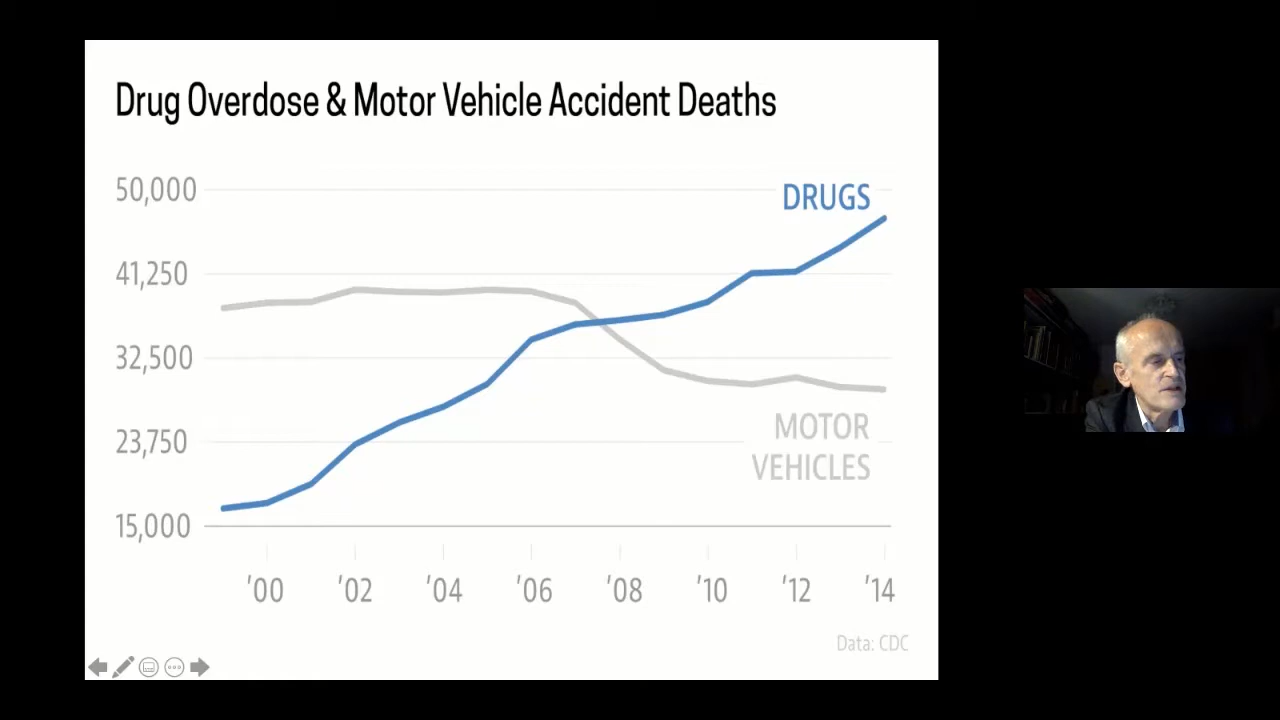 Drug Overdose & Motor Vehicle Accident Deaths
50,000
DRUGS
41,250
32,500
MOTOR
VEHICLES
23,750
15,000
'00 '02 '04 '06 '08 '10 '12 '14
Data: CDC